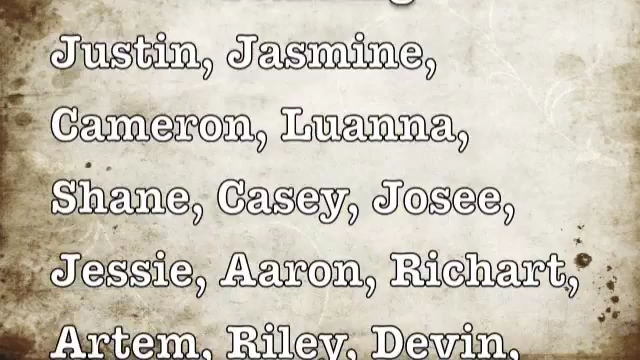 Justin, Jasmine,
Cameron, Luanna,
Shane, Casey, Josee,
Jessie, Aaron, Richart,
Artem, Riley, Devin,